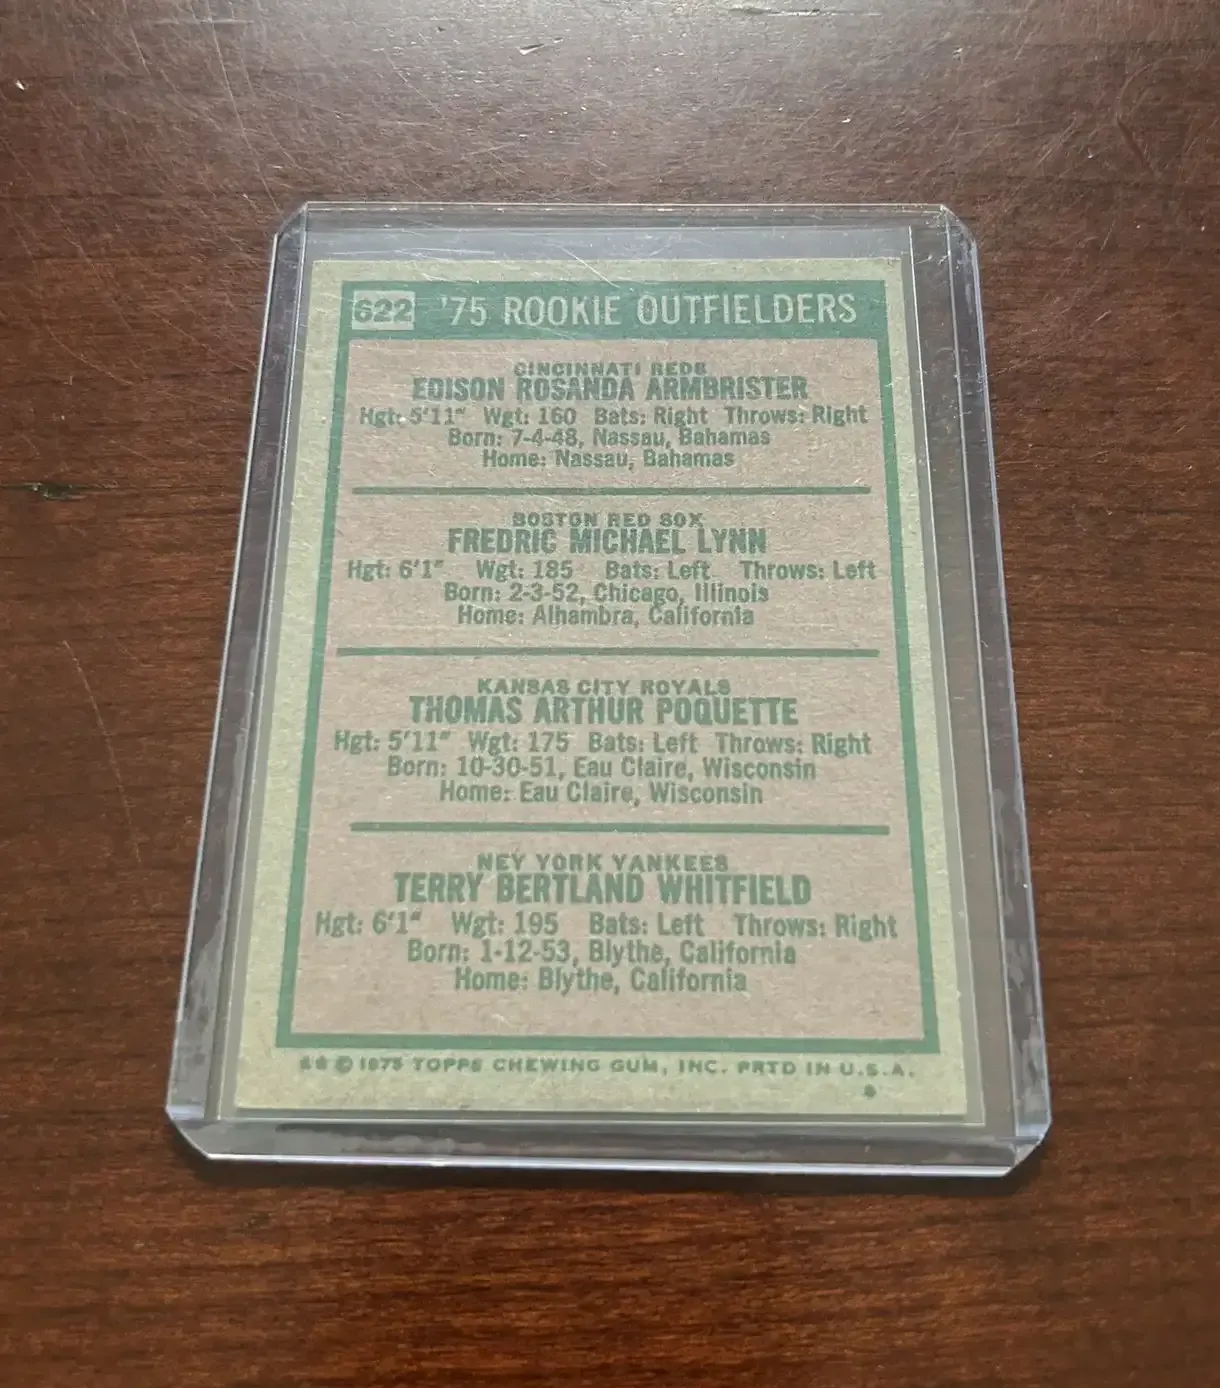 622 '75 ROOKIE OUTFIELDERS
CINCINNATI REDS
EDISON ROSANDA ARMBRISTER
Hgt: 5'11" Wgt: 160 Bats: Right Throws: Right
Born: 7-4-48, Nassau, Bahamas
Home: Nassau, Bahamas
BOSTON RED SOX
FREDRIC MICHAEL LYNN
Hgt: 6'1" Wgt: 185 Bats: Left Throws: Left
Born: 2-3-52, Chicago, Illinois
Home: Alhambra, California
KANSAS CITY ROYALS
THOMAS ARTHUR POQUETTE
Hgt: 5'11" Wgt: 175 Bats: Left Throws: Right
Born: 10-30-51, Eau Claire, Wisconsin
Home: Eau Claire, Wisconsin
NEY YORK YANKEES
TERRY BERTLAND WHITFIELD
Hgt: 6'1" Wgt: 195 Bats: Left Throws: Right
Born: 1-12-53, Blythe, California
Home: Blythe, California
© 1975 TOPPS CHEWING GUM, INC. PRTD IN U.S.A.